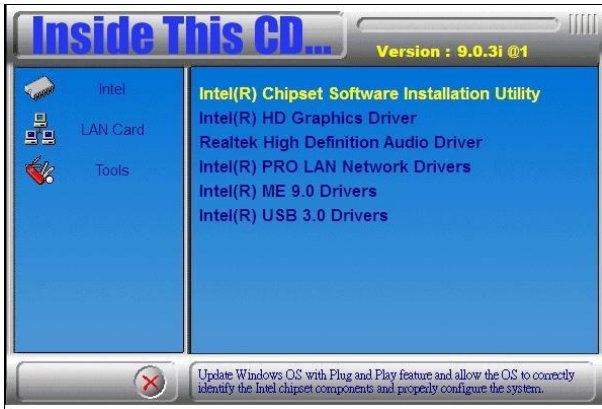 Inside This CD...
Version : 9.0.3i @1
Intel
LAN Card
Tools
Intel(R) Chipset Software Installation Utility
Intel(R) HD Graphics Driver
Realtek High Definition Audio Driver
Intel(R) PRO LAN Network Drivers
Intel(R) ME 9.0 Drivers
Intel(R) USB 3.0 Drivers
Update Windows OS with Plug and Play feature and allow the OS to correctly
identify the Intel chipset components and properly configure the system.